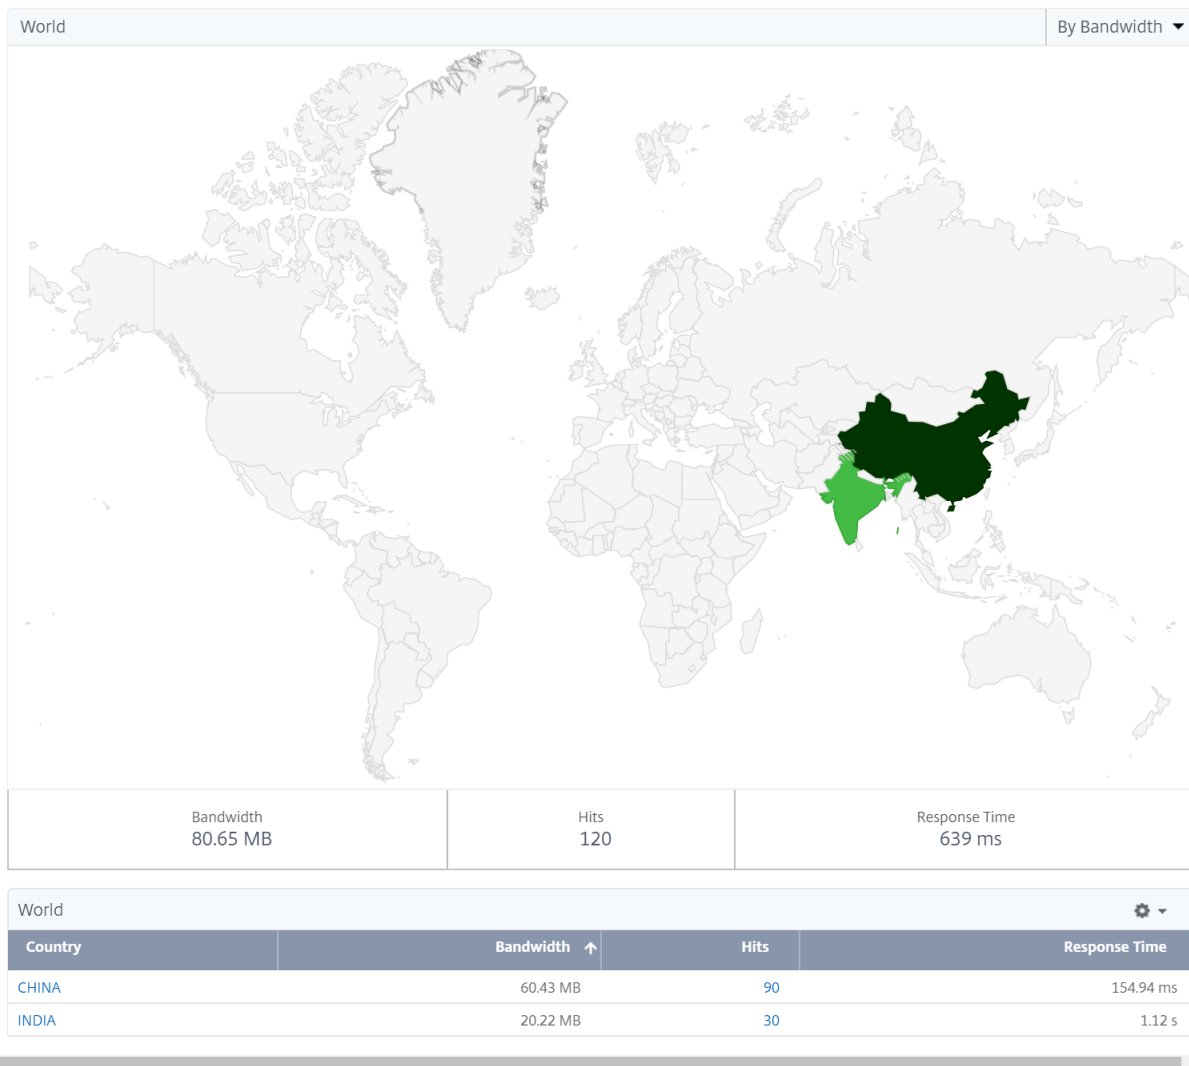 World By Bandwidth
Bandwidth Hits Response Time
80.65 MB 120 639 ms
World
Country Bandwidth Hits Response Time
CHINA 60.43 MB 90 154.94 ms
INDIA 20.22 MB 30 1.12 s